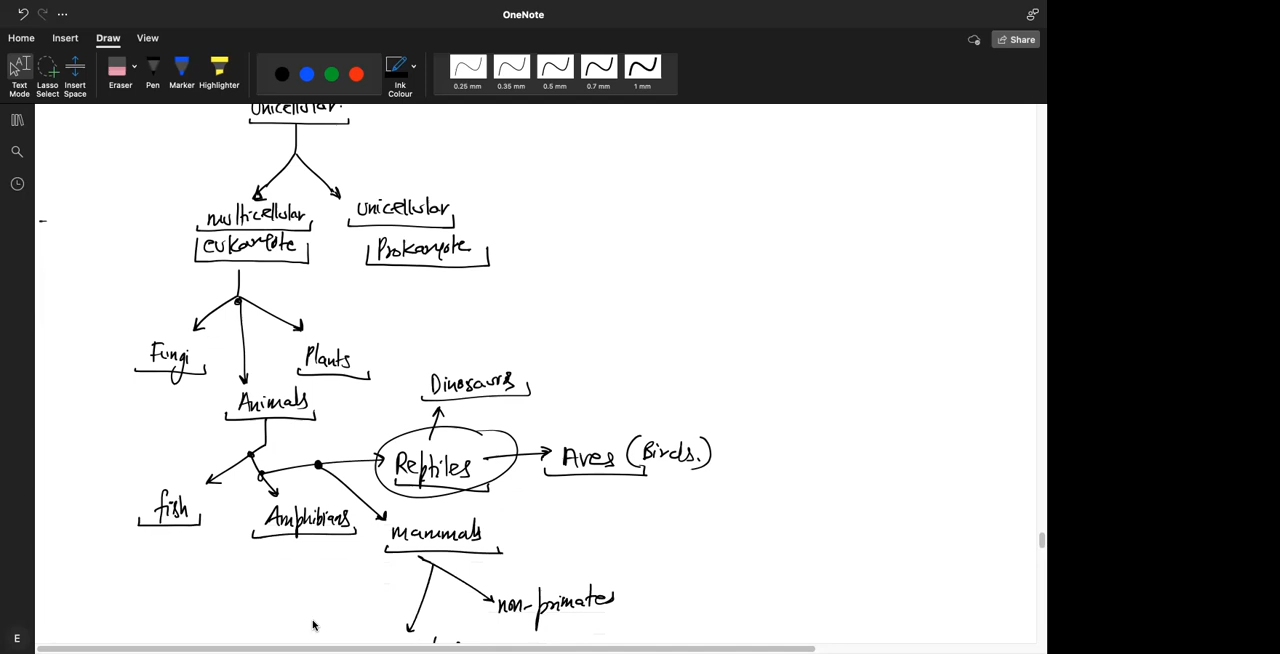 OneNote
Home Insert Draw View
Share
Text Mode
Lasso Select
Insert Space
Eraser
Pen
Marker
Highlighter
Ink Colour
0.25 mm
0.35 mm
0.5 mm
0.7 mm
1 mm
Unicellular.
multicellular
unicellular
eukaryote
Prokaryote
Fungi
Plants
Dinosaurs
Animals
Reptiles
Aves (Birds.)
fish
Amphibians
mammals
non-primates
E